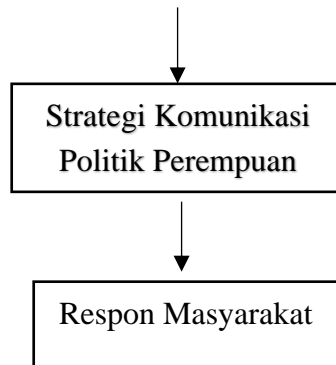 Strategi Komunikasi
Politik Perempuan
Respon Masyarakat